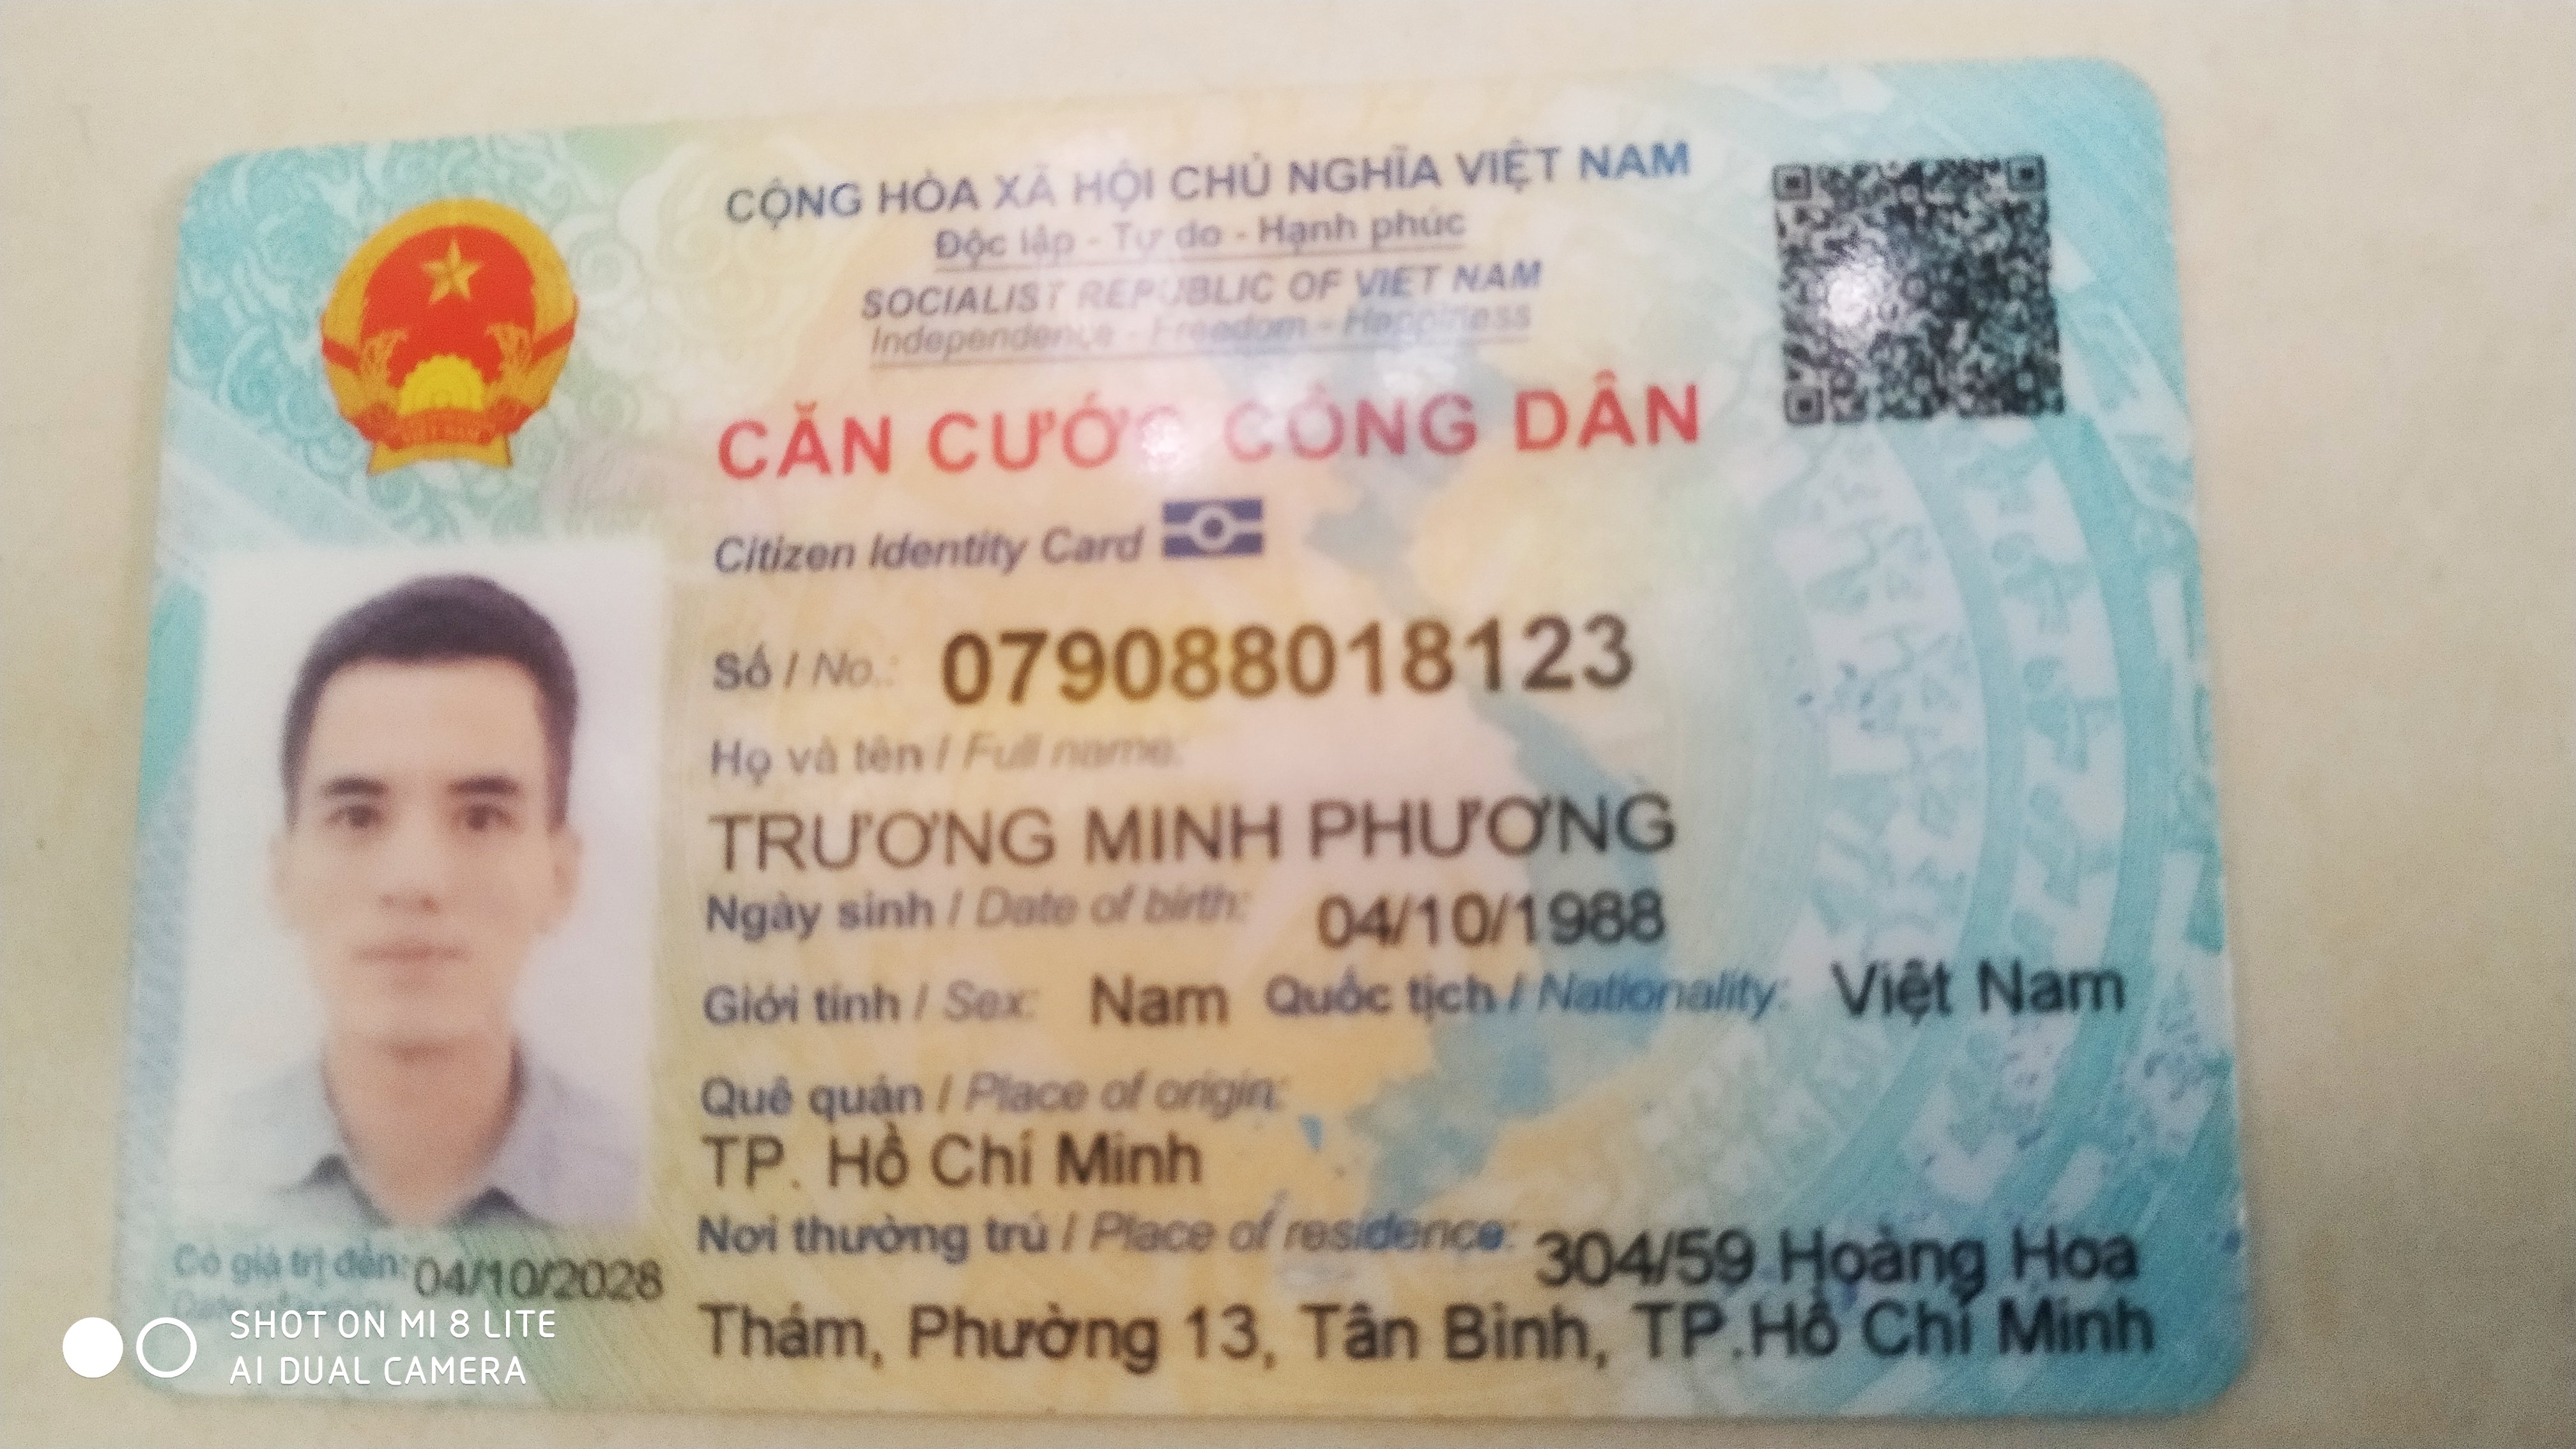 CỘNG HÒA XÃ HỘI CHỦ NGHĨA VIỆT NAM
Độc lập - Tự do - Hạnh phúc
SOCIALIST REPUBLIC OF VIET NAM
Independence - Freedom - Happiness
CĂN CƯỚC CÔNG DÂN
Citizen Identity Card
Số / No.: 079088018123
Họ và tên / Full name:
TRƯƠNG MINH PHƯƠNG
Ngày sinh / Date of birth: 04/10/1988
Giới tính / Sex: Nam Quốc tịch / Nationality: Việt Nam
Quê quán / Place of origin:
TP. Hồ Chí Minh
Nơi thường trú / Place of residence: 304/59 Hoàng Hoa
Thám, Phường 13, Tân Bình, TP.Hồ Chí Minh
Có giá trị đến: 04/10/2028
SHOT ON MI 8 LITE
AI DUAL CAMERA